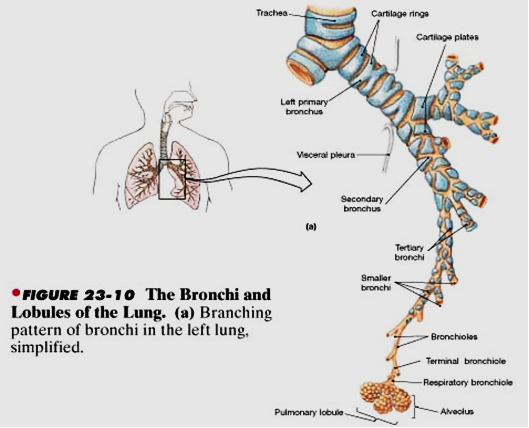 Trachea
Cartilage rings
Cartilage plates
Left primary
bronchus
Visceral pleura
Secondary
bronchus
(a)
Tertiary
bronchi
Smaller
bronchi
•FIGURE 23-10 The Bronchi and
Lobules of the Lung. (a) Branching
pattern of bronchi in the left lung,
simplified.
Bronchioles
Terminal bronchiole
Respiratory bronchiole
Pulmonary lobule
Alveolus